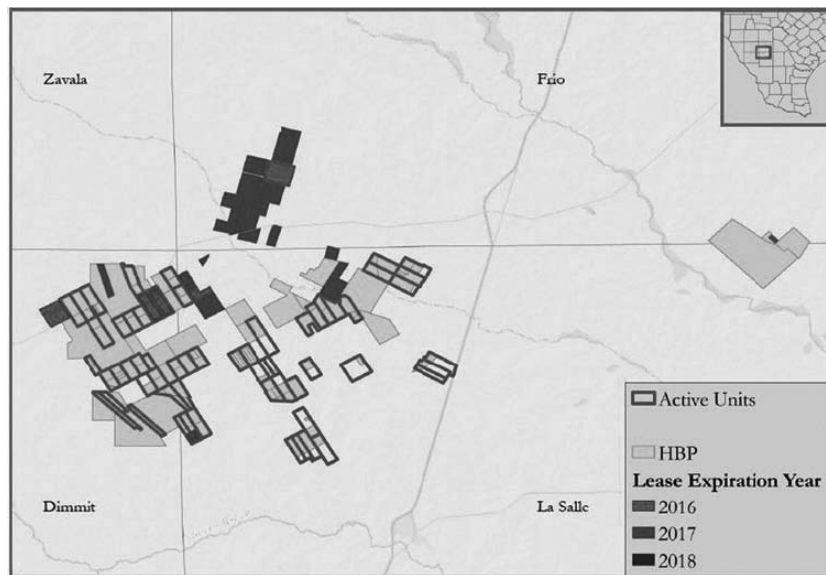 Zavala
Frio
Dimmit
La Salle
Active Units
HBP
Lease Expiration Year
2016
2017
2018